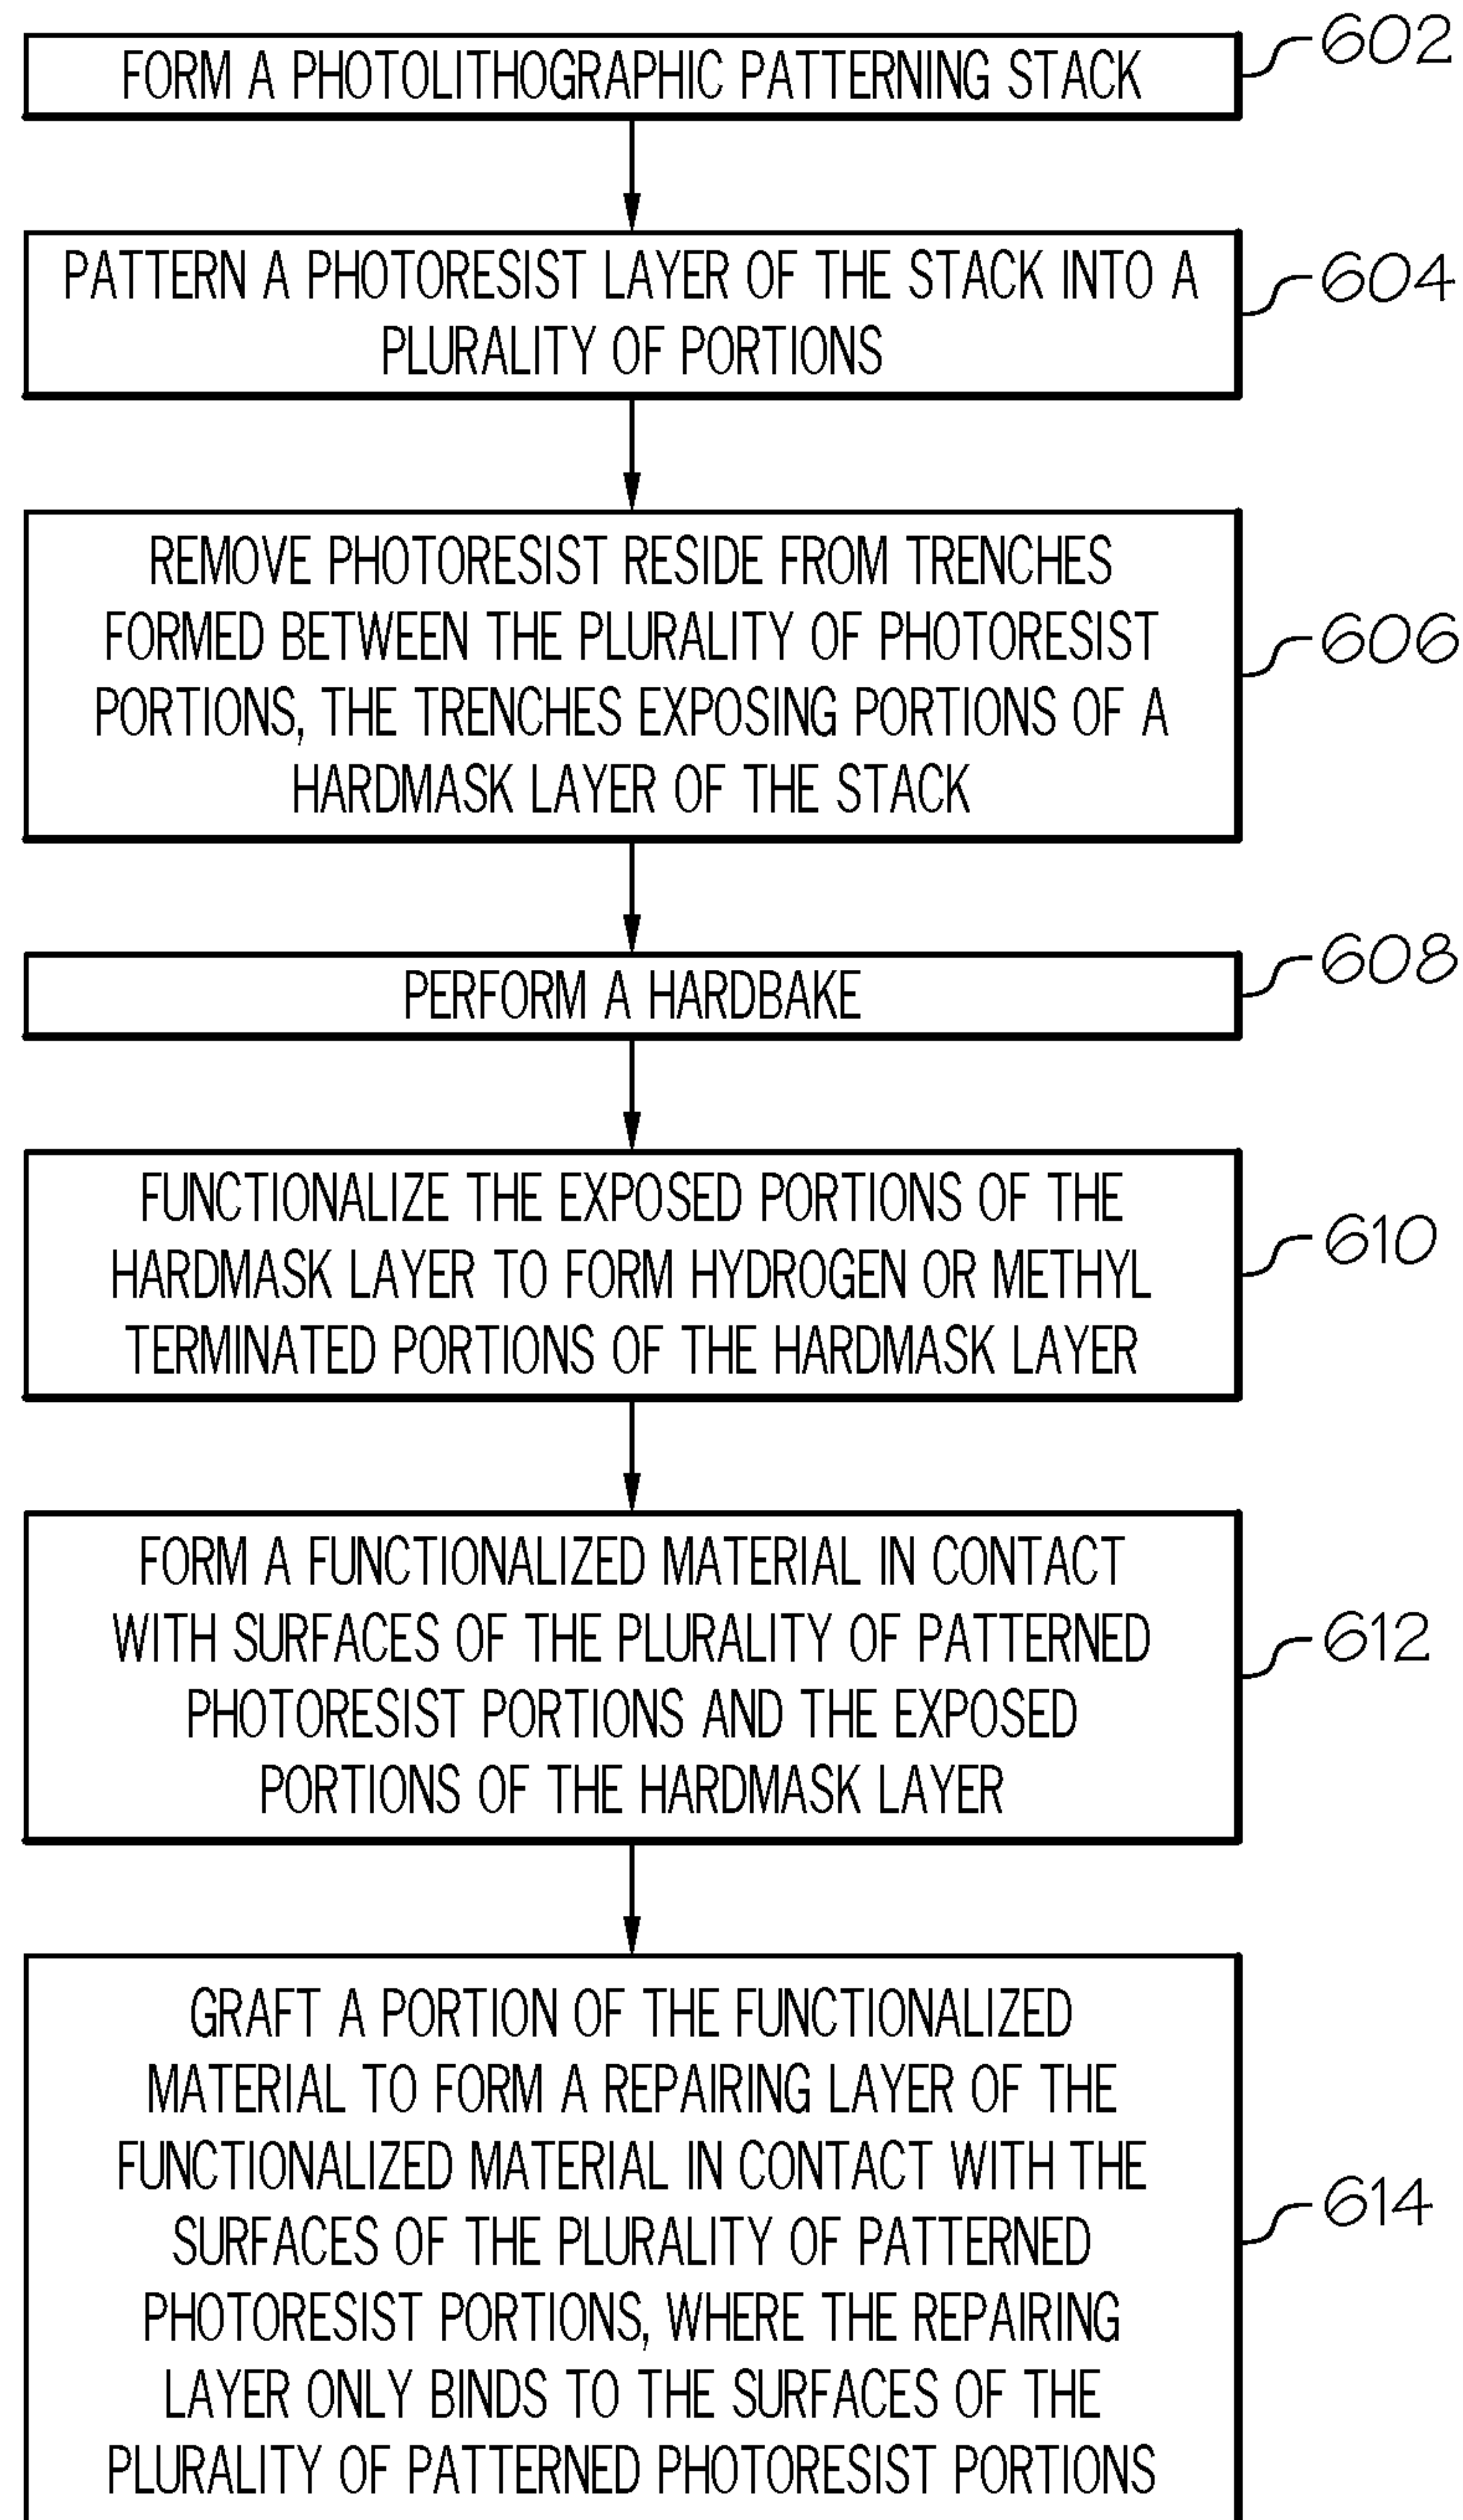 FORM A PHOTOLITHOGRAPHIC PATTERNING STACK
602
PATTERN A PHOTORESIST LAYER OF THE STACK INTO A
PLURALITY OF PORTIONS
604
REMOVE PHOTORESIST RESIDE FROM TRENCHES
FORMED BETWEEN THE PLURALITY OF PHOTORESIST
PORTIONS, THE TRENCHES EXPOSING PORTIONS OF A
HARDMASK LAYER OF THE STACK
606
PERFORM A HARDBAKE
608
FUNCTIONALIZE THE EXPOSED PORTIONS OF THE
HARDMASK LAYER TO FORM HYDROGEN OR METHYL
TERMINATED PORTIONS OF THE HARDMASK LAYER
610
FORM A FUNCTIONALIZED MATERIAL IN CONTACT
WITH SURFACES OF THE PLURALITY OF PATTERNED
PHOTORESIST PORTIONS AND THE EXPOSED
PORTIONS OF THE HARDMASK LAYER
612
GRAFT A PORTION OF THE FUNCTIONALIZED
MATERIAL TO FORM A REPAIRING LAYER OF THE
FUNCTIONALIZED MATERIAL IN CONTACT WITH THE
SURFACES OF THE PLURALITY OF PATTERNED
PHOTORESIST PORTIONS, WHERE THE REPAIRING
LAYER ONLY BINDS TO THE SURFACES OF THE
PLURALITY OF PATTERNED PHOTORESIST PORTIONS
614